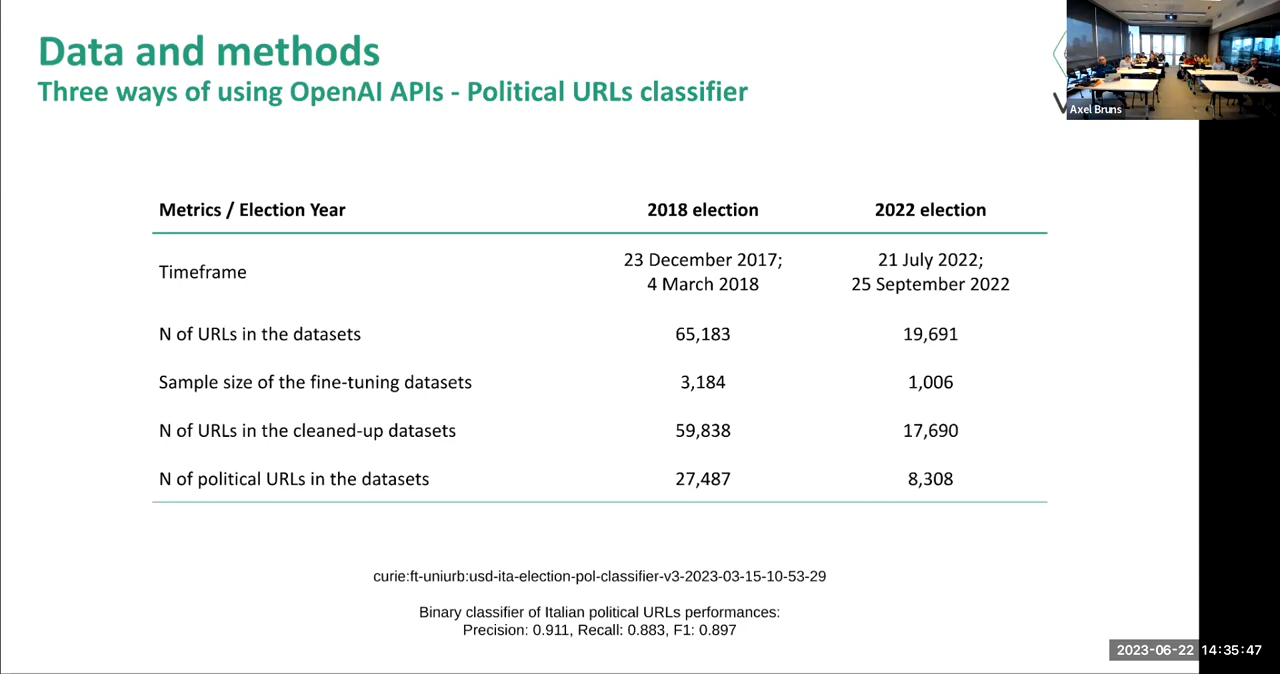 Data and methods
Three ways of using OpenAI APIs - Political URLs classifier
Axel Bruns
Metrics / Election Year 2018 election 2022 election
Timeframe 23 December 2017; 4 March 2018 21 July 2022; 25 September 2022
N of URLs in the datasets 65,183 19,691
Sample size of the fine-tuning datasets 3,184 1,006
N of URLs in the cleaned-up datasets 59,838 17,690
N of political URLs in the datasets 27,487 8,308
curie:ft-uniurb:usd-ita-election-pol-classifier-v3-2023-03-15-10-53-29
Binary classifier of Italian political URLs performances:
Precision: 0.911, Recall: 0.883, F1: 0.897
2023-06-22 14:35:47